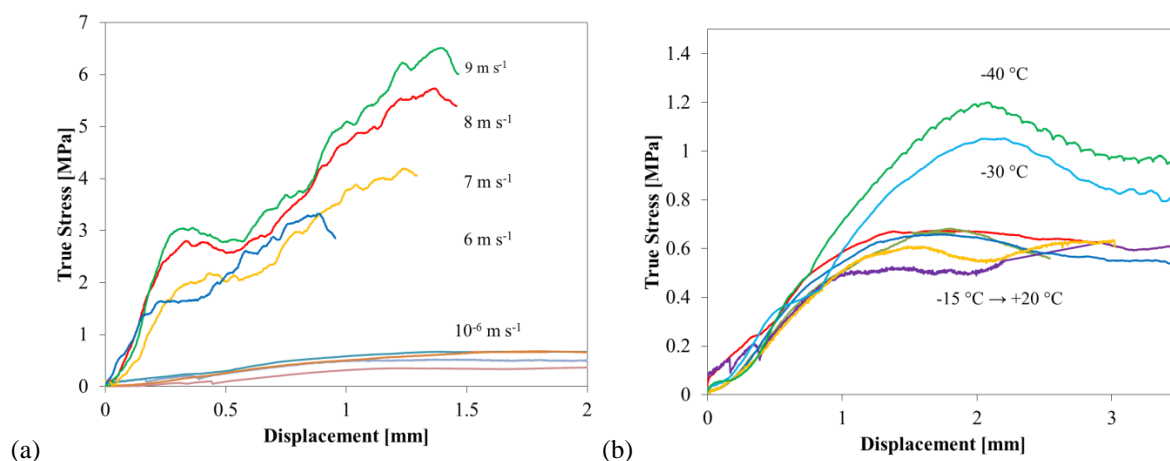 7
6
5
4
3
2
1
0
True Stress [MPa]
9 m s-1
8 m s-1
7 m s-1
6 m s-1
10-6 m s-1
0 0.5 1 1.5 2
Displacement [mm]
(a)
1.4
1.2
1
0.8
0.6
0.4
0.2
0
True Stress [MPa]
-40 °C
-30 °C
-15 °C → +20 °C
0 1 2 3
Displacement [mm]
(b)